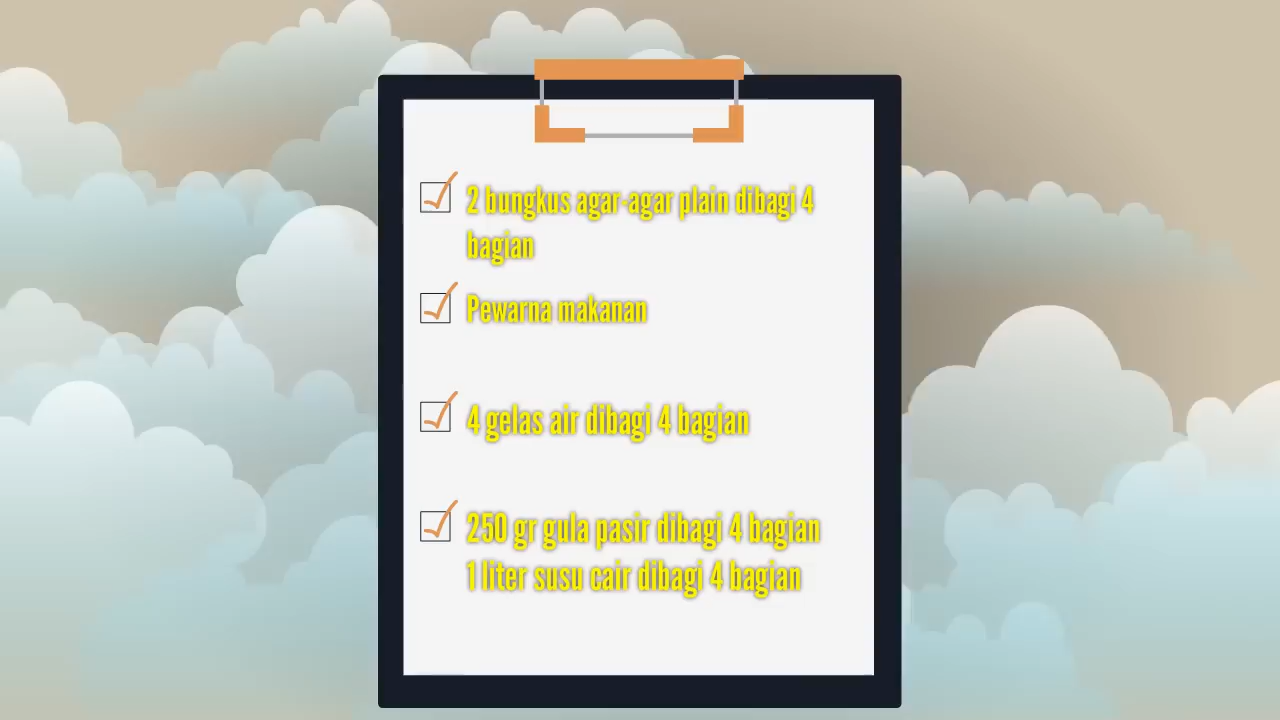 2 bungkus agar-agar plain dibagi 4
bagian
Pewarna makanan
4 gelas air dibagi 4 bagian
250 gr gula pasir dibagi 4 bagian
1 liter susu cair dibagi 4 bagian